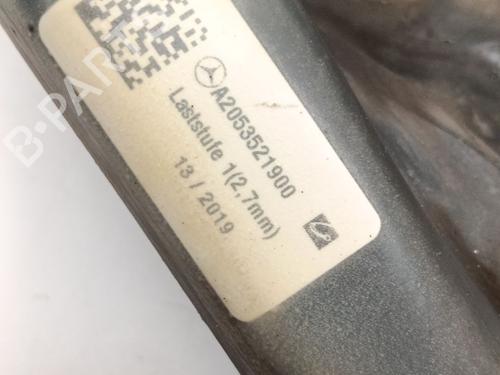 A2053521900
Laststufe 1(2,7mm)
13 / 2019
B-PARTS